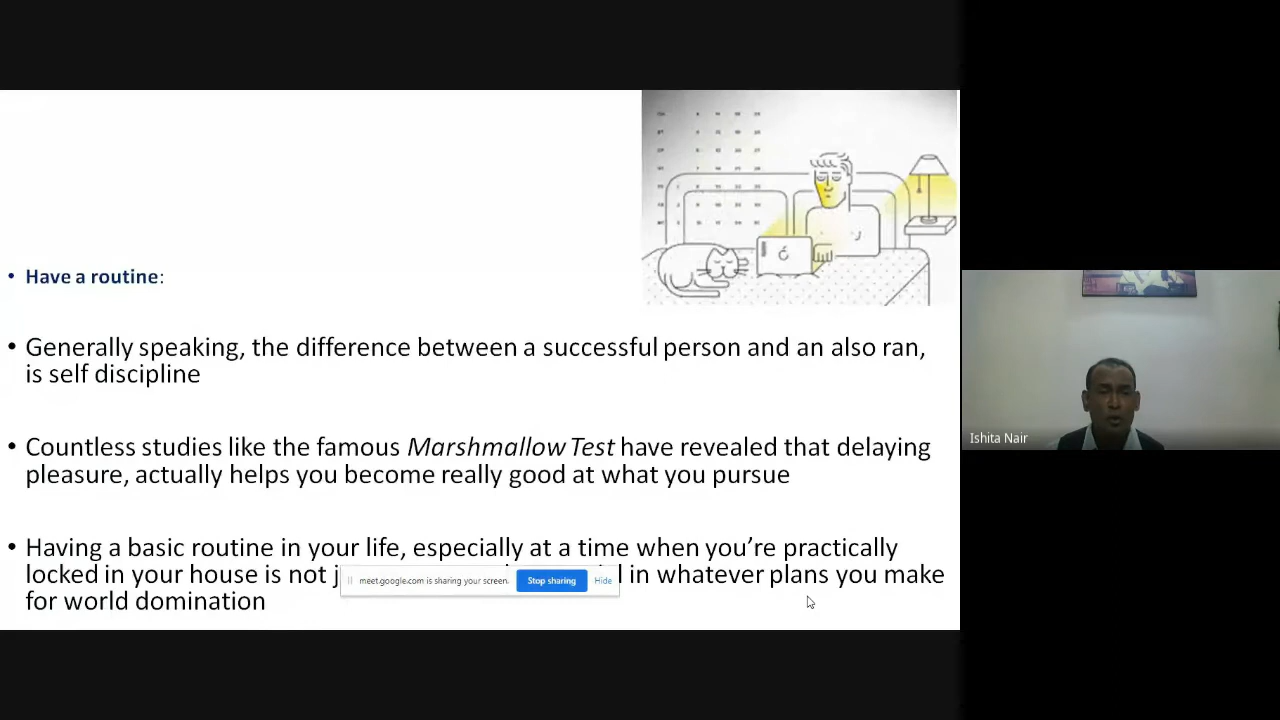 • Have a routine:
• Generally speaking, the difference between a successful person and an also ran,
is self discipline
• Countless studies like the famous Marshmallow Test have revealed that delaying
pleasure, actually helps you become really good at what you pursue
• Having a basic routine in your life, especially at a time when you’re practically
locked in your house is not in whatever plans you make
for world domination
meet.google.com is sharing your screen. Stop sharing Hide
Ishita Nair